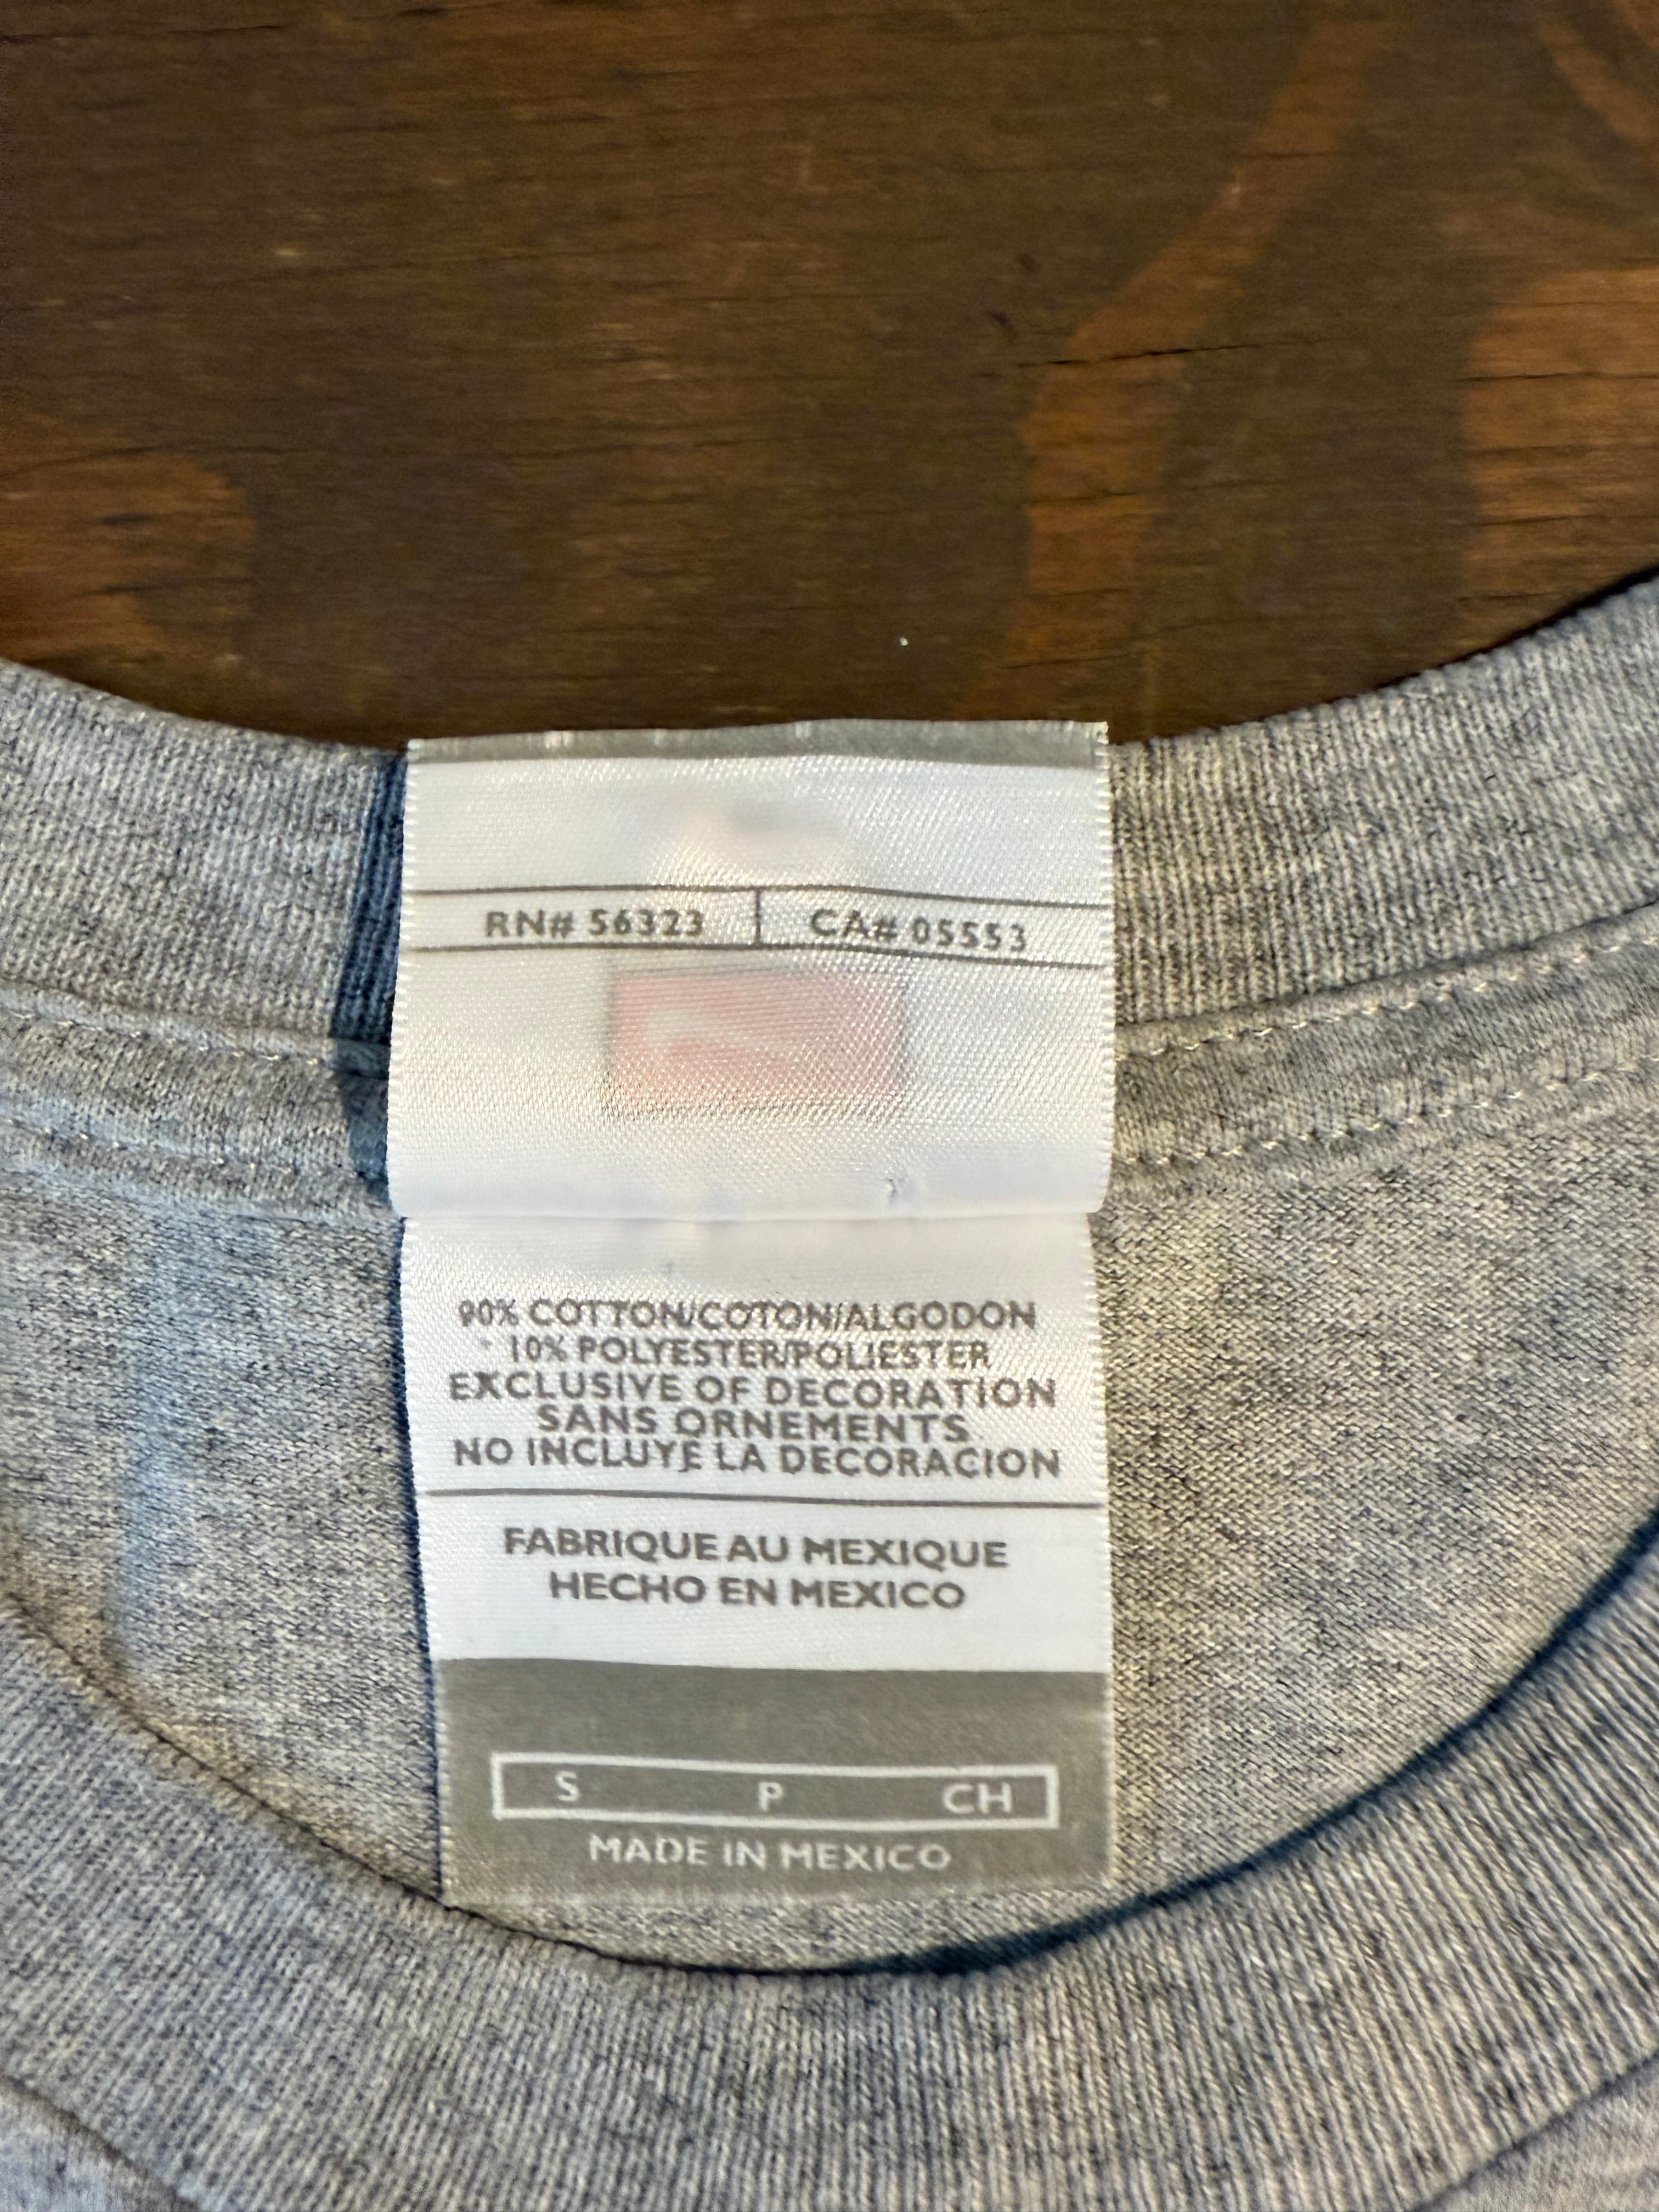 RN# 56323 CA# 05553
90% COTTON/COTON/ALGODON
10% POLYESTER/POLIESTER
EXCLUSIVE OF DECORATION
SANS ORNEMENTS
NO INCLUYE LA DECORACION
FABRIQUE AU MEXIQUE
HECHO EN MEXICO
S P CH
MADE IN MEXICO